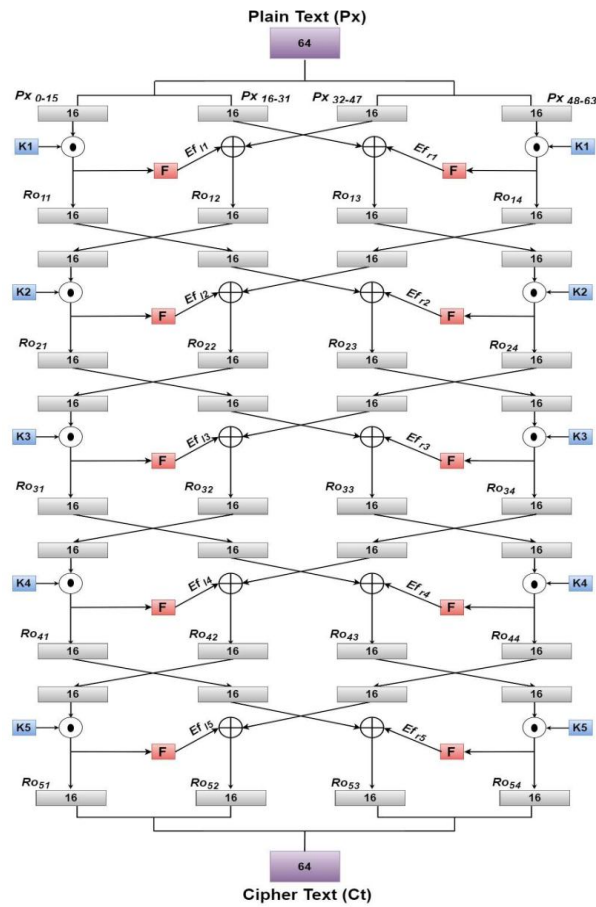 Plain Text (Px)
64
Px 0-15 Px 16-31 Px 32-47 Px 48-63
16 16 16 16
K1 K1
Ef l1 Ef r1
F F
Ro11 Ro12 Ro13 Ro14
16 16 16 16
16 16 16 16
K2 K2
Ef l2 Ef r2
F F
Ro21 Ro22 Ro23 Ro24
16 16 16 16
16 16 16 16
K3 K3
Ef l3 Ef r3
F F
Ro31 Ro32 Ro33 Ro34
16 16 16 16
16 16 16 16
K4 K4
Ef l4 Ef r4
F F
Ro41 Ro42 Ro43 Ro44
16 16 16 16
16 16 16 16
K5 K5
Ef l5 Ef r5
F F
Ro51 Ro52 Ro53 Ro54
16 16 16 16
64
Cipher Text (Ct)